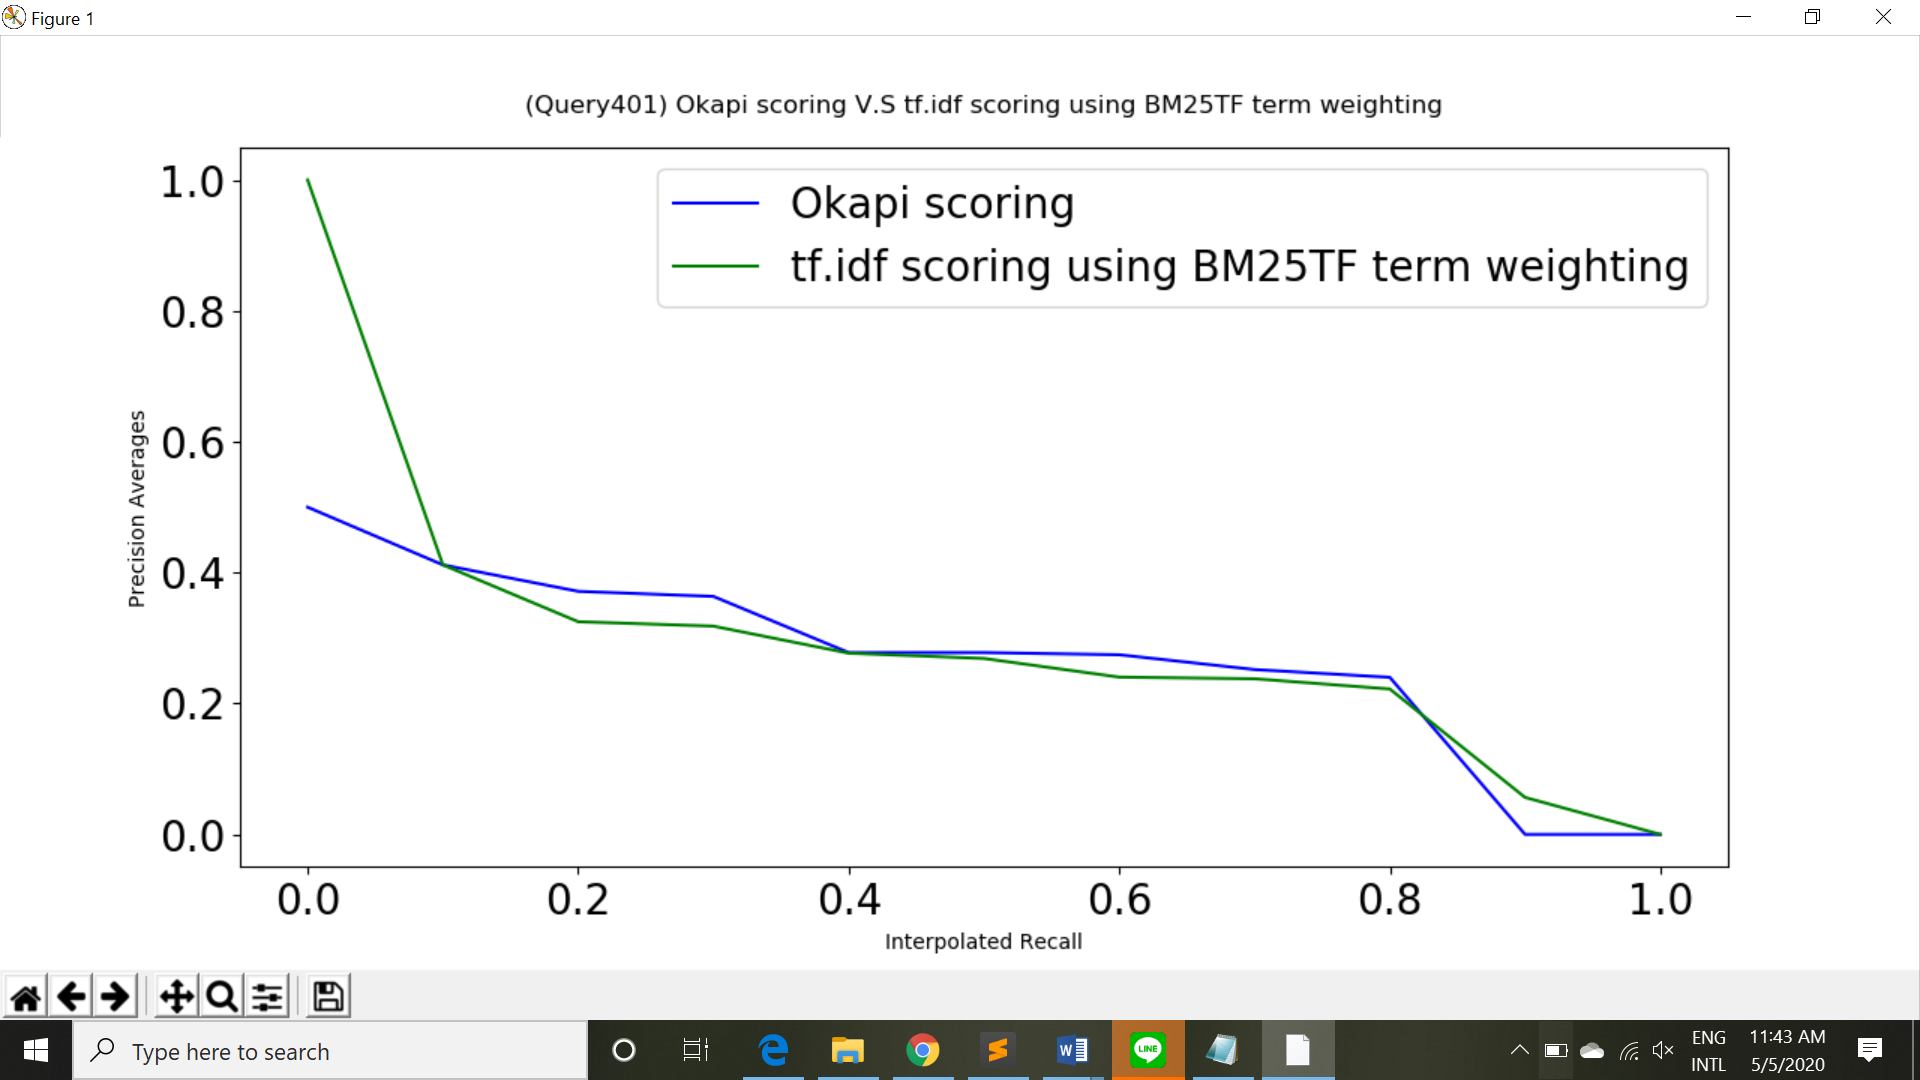 Figure 1
(Query401) Okapi scoring V.S tf.idf scoring using BM25TF term weighting
Okapi scoring
tf.idf scoring using BM25TF term weighting
Precision Averages
1.0
0.8
0.6
0.4
0.2
0.0
0.0 0.2 0.4 0.6 0.8 1.0
Interpolated Recall
Type here to search
e
S
W
LINE
ENG
INTL
11:43 AM
5/5/2020